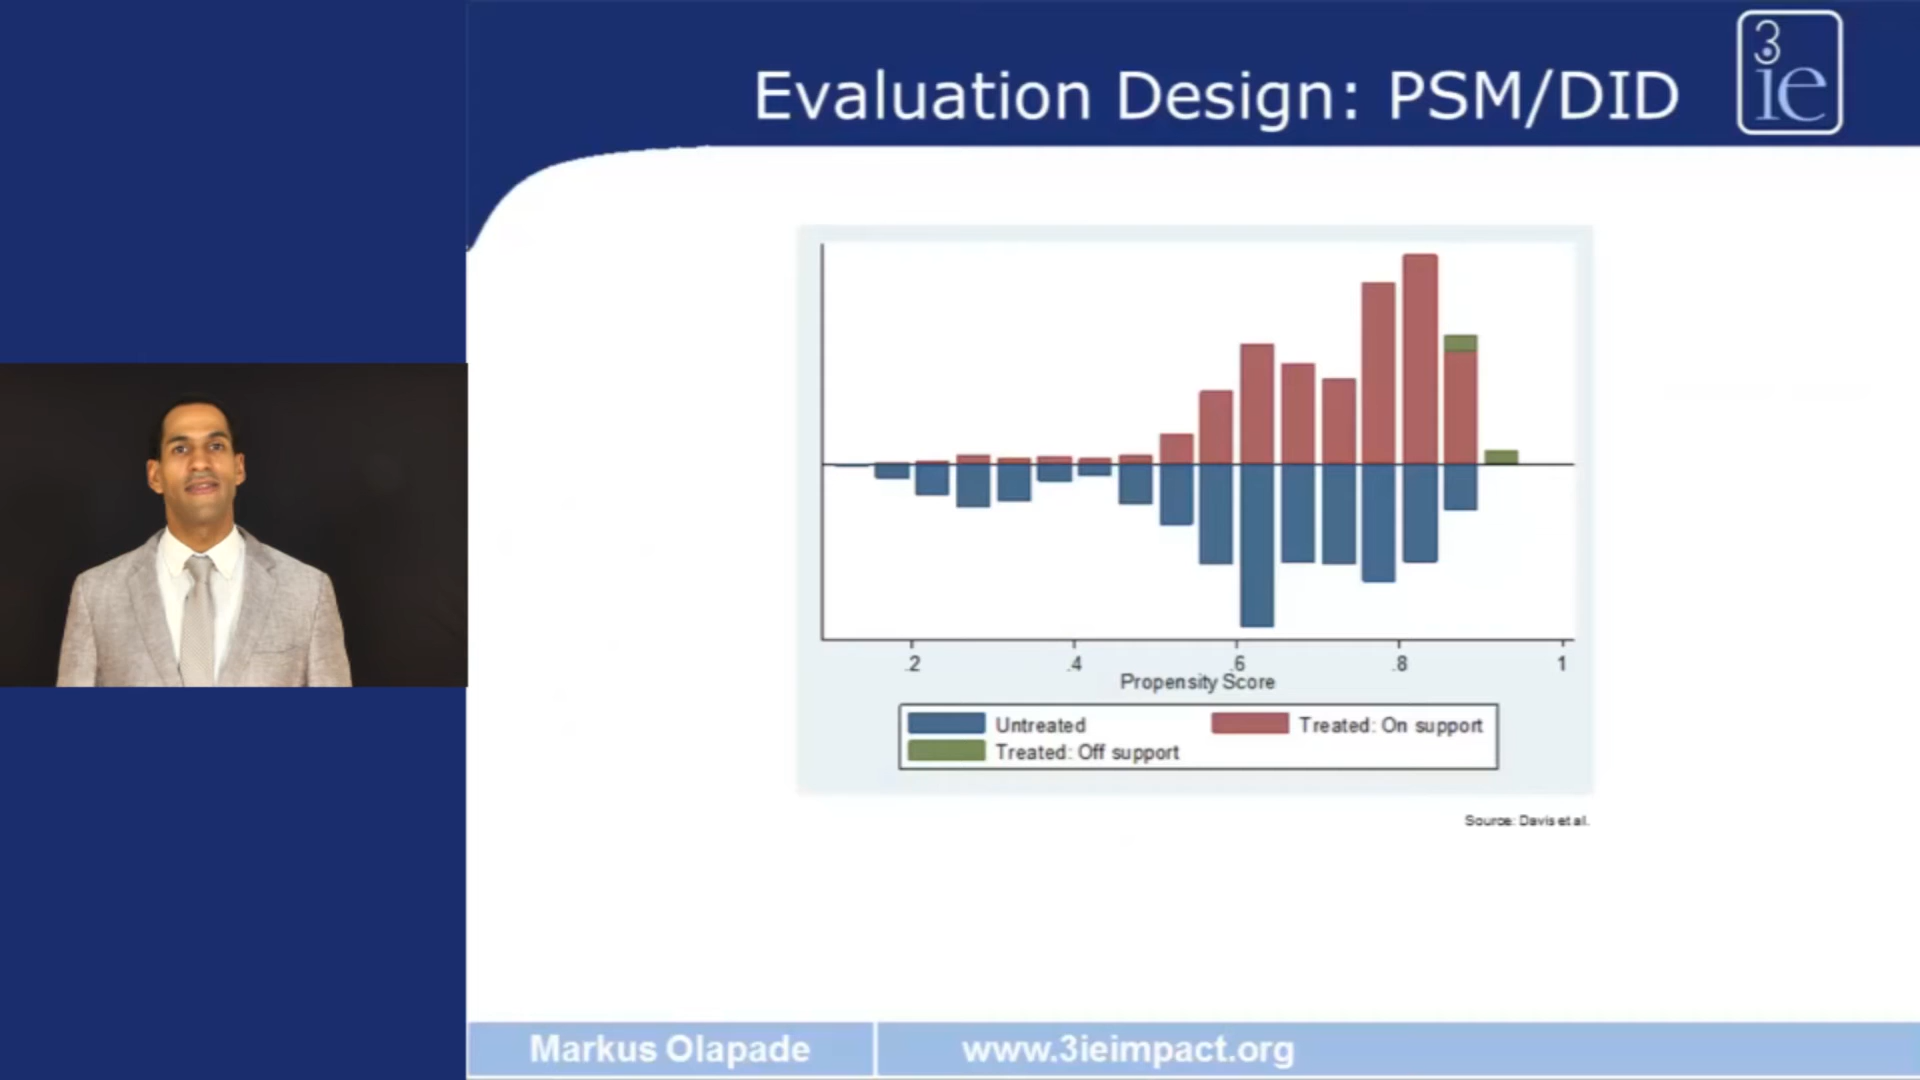 Evaluation Design: PSM/DID
3
ie
.2 .4 .6 .8 1
Propensity Score
Untreated Treated: On support
Treated: Off support
Source: Davis et al.
Markus Olapade www.3ieimpact.org